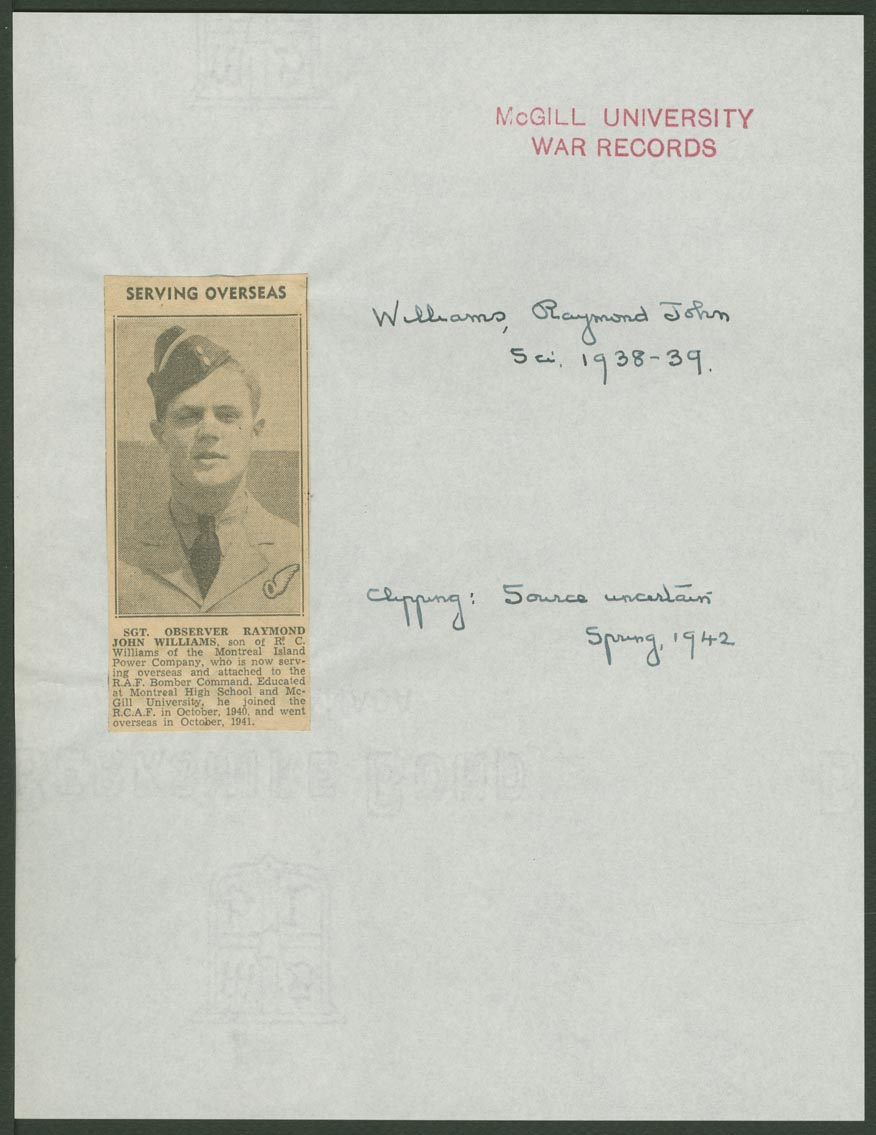 McGILL UNIVERSITY
WAR RECORDS
SERVING OVERSEAS
Williams, Raymond John
Sci. 1938-39.
SGT. OBSERVER RAYMOND
JOHN WILLIAMS, son of R. C.
Williams of the Montreal Island
Power Company, who is now serv-
ing overseas and attached to the
R.A.F. Bomber Command. Educated
at Montreal High School and Mc-
Gill University, he joined the
R.C.A.F. in October, 1940, and went
overseas in October, 1941.
Clipping: Source uncertain
Spring, 1942
BOND